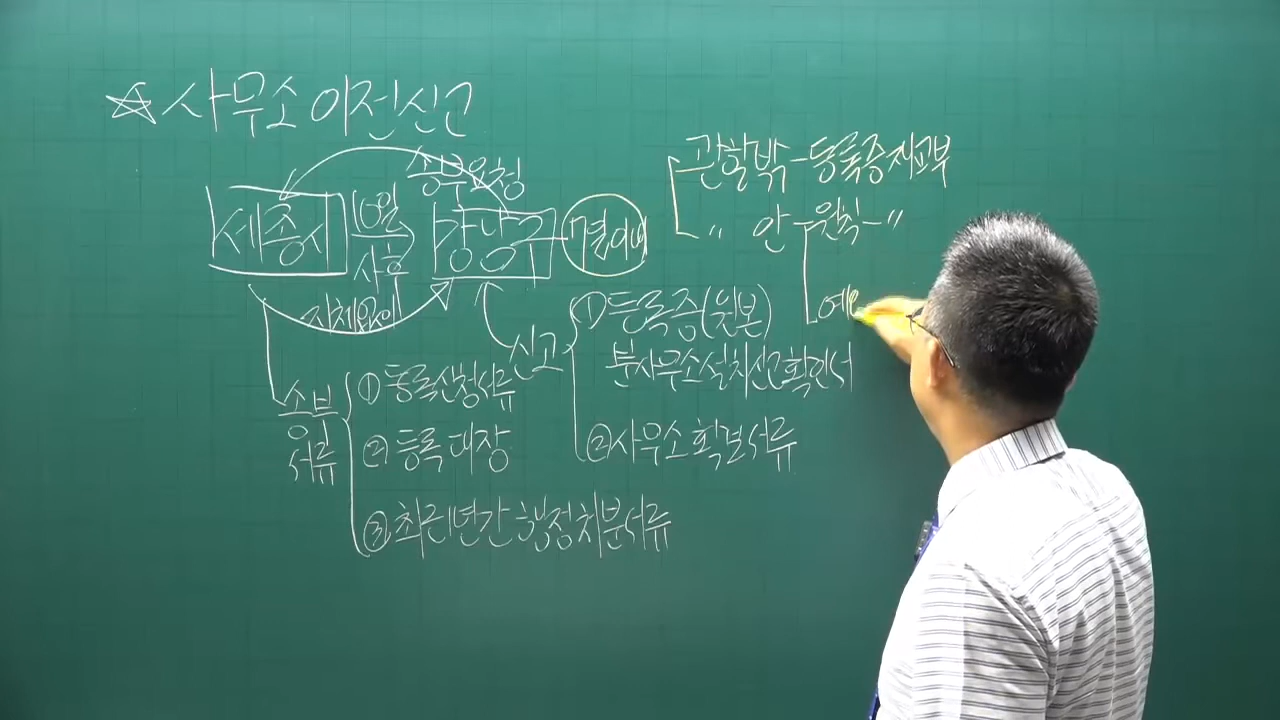 ☆사무소 이전신고
송부요청
세종시 10일 사후 강남구 7일이내
지체없이
신고
송부서류
① 등록신청서류
② 등록대장
③ 최근1년간 행정처분서류
① 등록증(원본)
분사무소설치신고확인서
② 사무소 확보서류
관할밖-등록증재교부
〃 안 원칙-〃
예